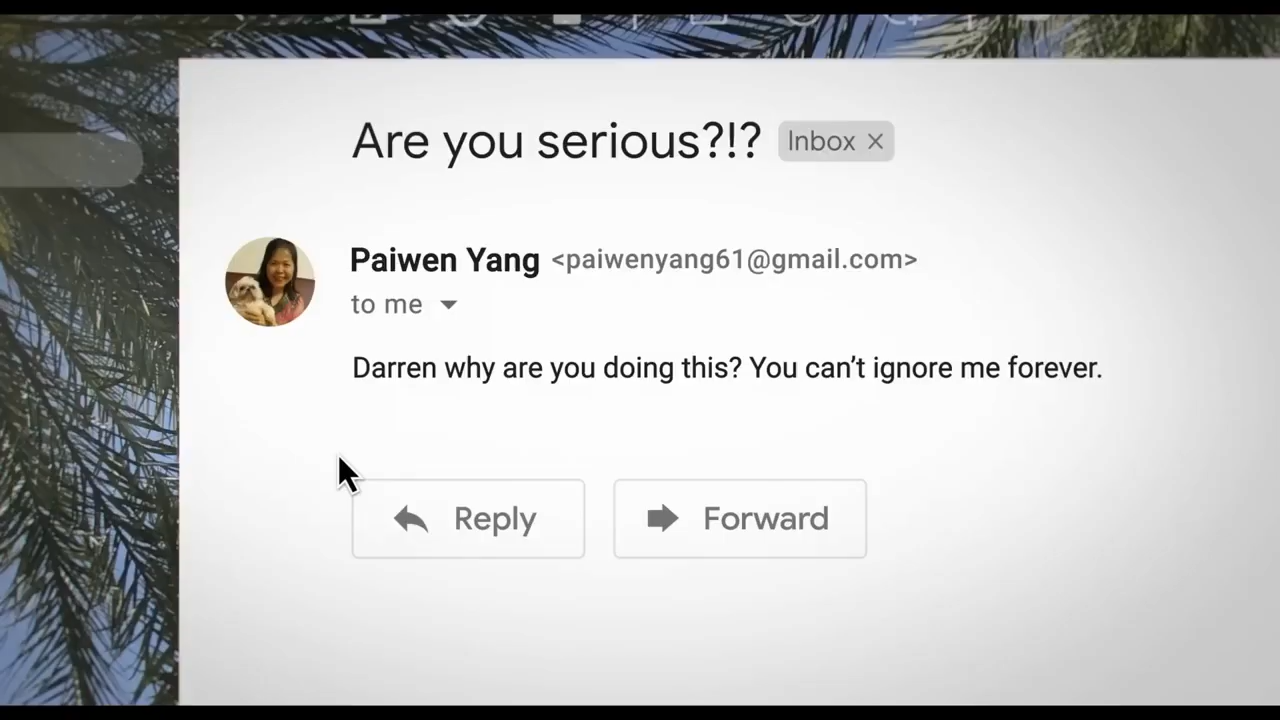 Are you serious?!? Inbox ×
Paiwen Yang <paiwenyang61@gmail.com>
to me
Darren why are you doing this? You can’t ignore me forever.
Reply Forward